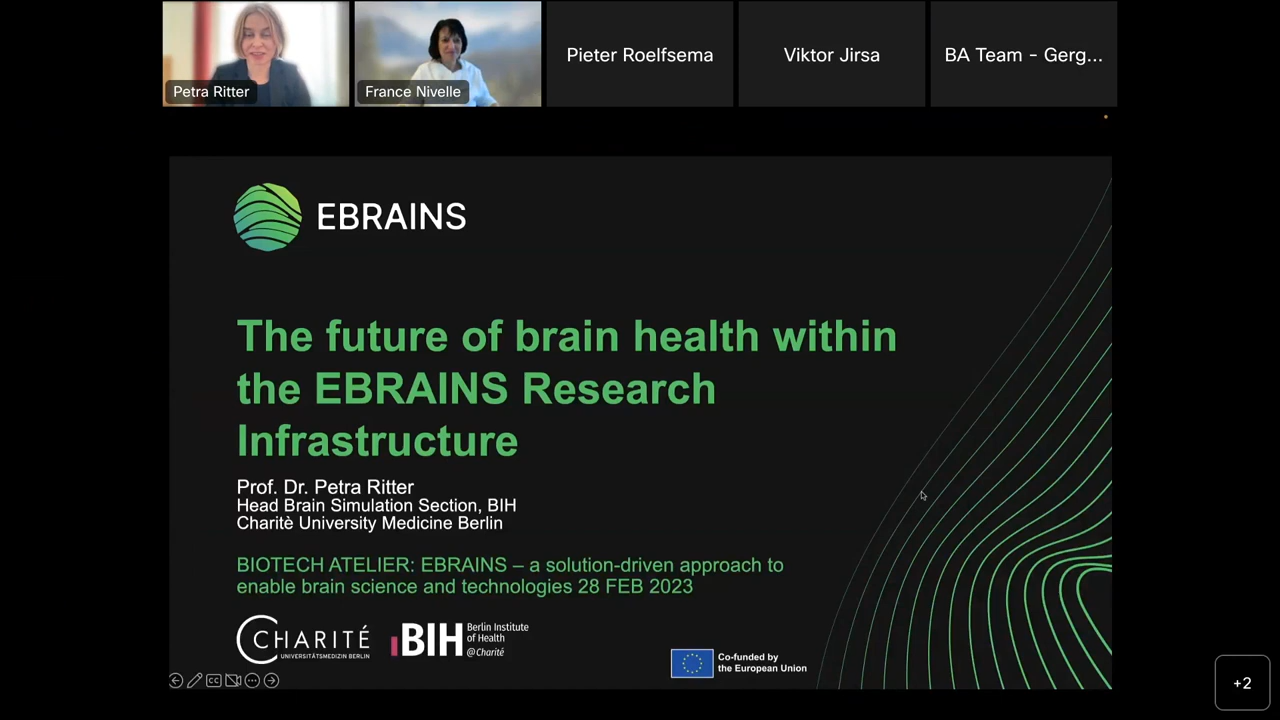 Petra Ritter
France Nivelle
Pieter Roelfsema
Viktor Jirsa
BA Team - Gerg...
EBRAINS
The future of brain health within
the EBRAINS Research
Infrastructure
Prof. Dr. Petra Ritter
Head Brain Simulation Section, BIH
Charitè University Medicine Berlin
BIOTECH ATELIER: EBRAINS – a solution-driven approach to
enable brain science and technologies 28 FEB 2023
CHARITÉ
UNIVERSITÄTSMEDIZIN BERLIN
BIH
Berlin Institute
of Health
@Charité
Co-funded by
the European Union
CC
+2